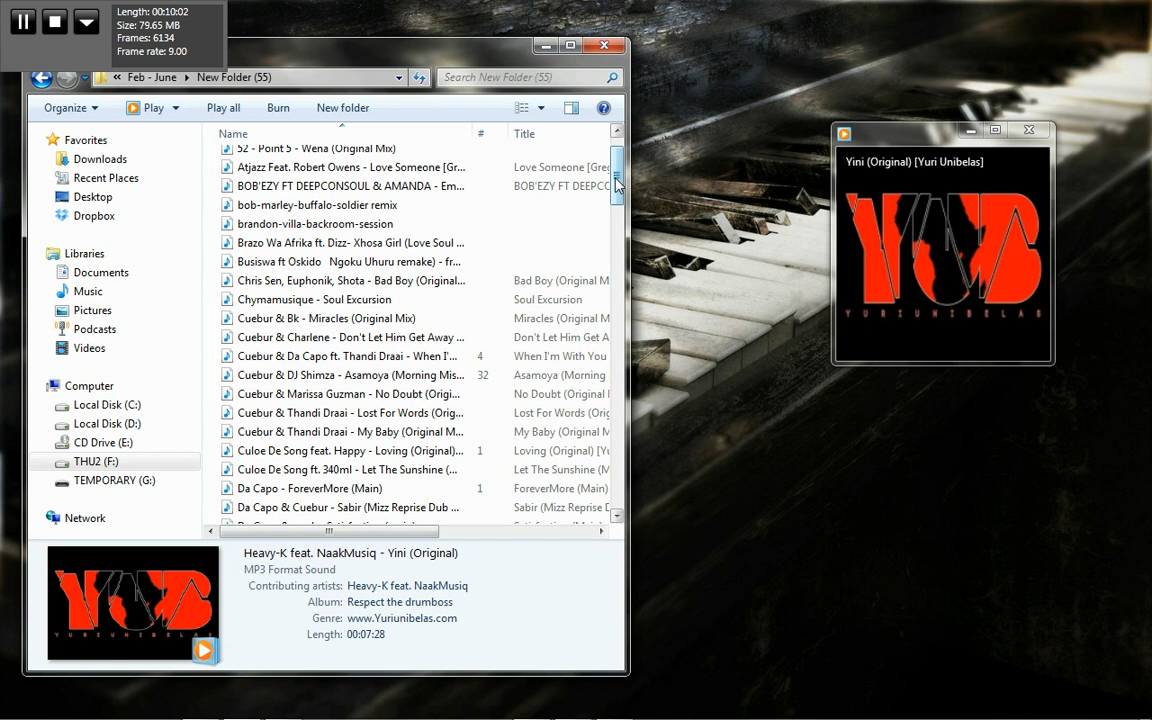 Length: 00:10:02
Size: 79.65 MB
Frames: 6134
Frame rate: 9.00
« Feb - June ▸ New Folder (55)
Search New Folder (55)
Organize
Play
Play all
Burn
New folder
Favorites
Downloads
Recent Places
Desktop
Dropbox
Libraries
Documents
Music
Pictures
Podcasts
Videos
Computer
Local Disk (C:)
Local Disk (D:)
CD Drive (E:)
THU2 (F:)
TEMPORARY (G:)
Network
Name # Title
52 - Point 5 - Wena (Original Mix)
Atjazz Feat. Robert Owens - Love Someone [Gr... Love Someone [Greg
BOB'EZY FT DEEPCONSOUL & AMANDA - Em... BOB'EZY FT DEEPC
bob-marley-buffalo-soldier remix
brandon-villa-backroom-session
Brazo Wa Afrika ft. Dizz- Xhosa Girl (Love Soul ...
Busiswa ft Oskido Ngoku Uhuru remake) - fr...
Chris Sen, Euphonik, Shota - Bad Boy (Original... Bad Boy (Original M
Chymamusique - Soul Excursion Soul Excursion
Cuebur & Bk - Miracles (Original Mix) Miracles (Original M
Cuebur & Charlene - Don't Let Him Get Away ... Don't Let Him Get
Cuebur & Da Capo ft. Thandi Draai - When I'... 4 When I'm With You
Cuebur & DJ Shimza - Asamoya (Morning Mis... 32 Asamoya (Morning
Cuebur & Marissa Guzman - No Doubt (Origi... No Doubt (Original
Cuebur & Thandi Draai - Lost For Words (Orig... Lost For Words (Orig
Cuebur & Thandi Draai - My Baby (Original M... My Baby (Original M
Culoe De Song feat. Happy - Loving (Original)... 1 Loving (Original) [Yu
Culoe De Song ft. 340ml - Let The Sunshine (... Let The Sunshine (M
Da Capo - ForeverMore (Main) 1 ForeverMore (Main)
Da Capo & Cuebur - Sabir (Mizz Reprise Dub ... Sabir (Mizz Reprise D
Heavy-K feat. NaakMusiq - Yini (Original)
MP3 Format Sound
Contributing artists: Heavy-K feat. NaakMusiq
Album: Respect the drumboss
Genre: www.Yuriunibelas.com
Length: 00:07:28
Yini (Original) [Yuri Unibelas]
YURIUNIBELAS